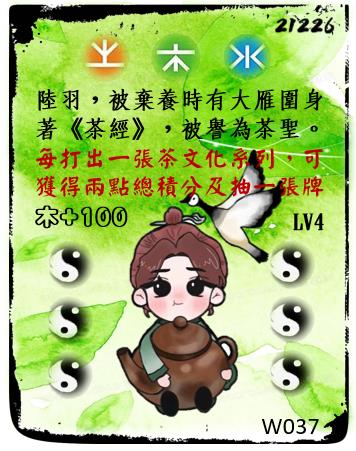 21226
土 木 水
陸羽，被棄養時有大雁圍身
著《茶經》，被譽為茶聖。
每打出一張茶文化系列，可
獲得兩點總積分及抽一張牌
木+100
LV4
W037